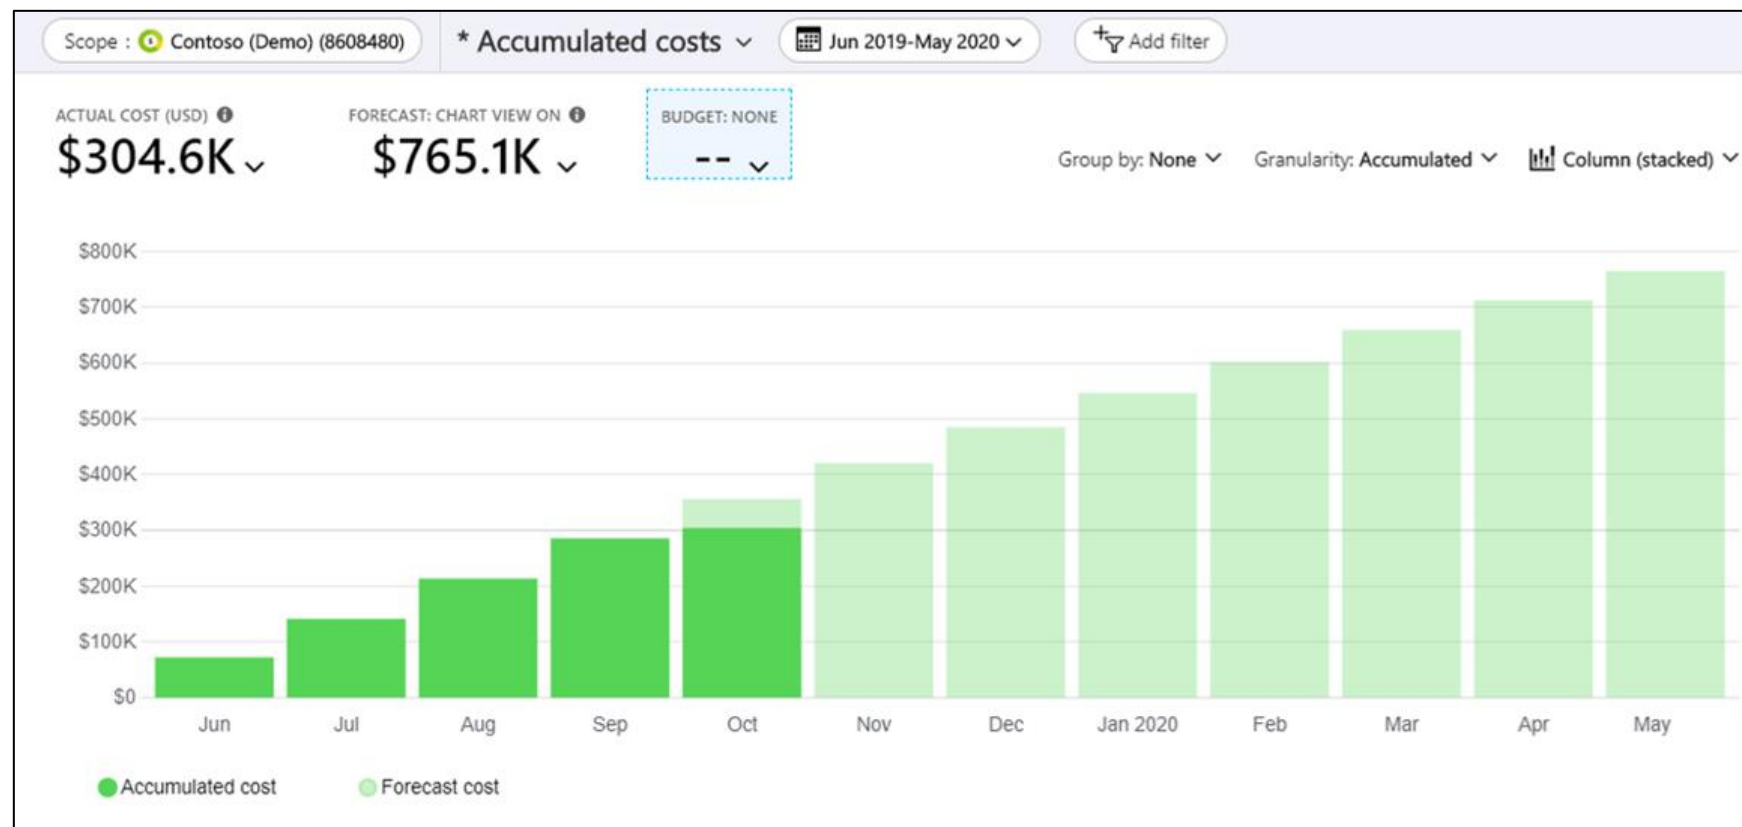 Scope : Contoso (Demo) (8608480)
* Accumulated costs
Jun 2019-May 2020
Add filter
ACTUAL COST (USD)
$304.6K
FORECAST: CHART VIEW ON
$765.1K
BUDGET: NONE
--
Group by: None
Granularity: Accumulated
Column (stacked)
$800K
$700K
$600K
$500K
$400K
$300K
$200K
$100K
$0
Jun Jul Aug Sep Oct Nov Dec Jan 2020 Feb Mar Apr May
Accumulated cost
Forecast cost